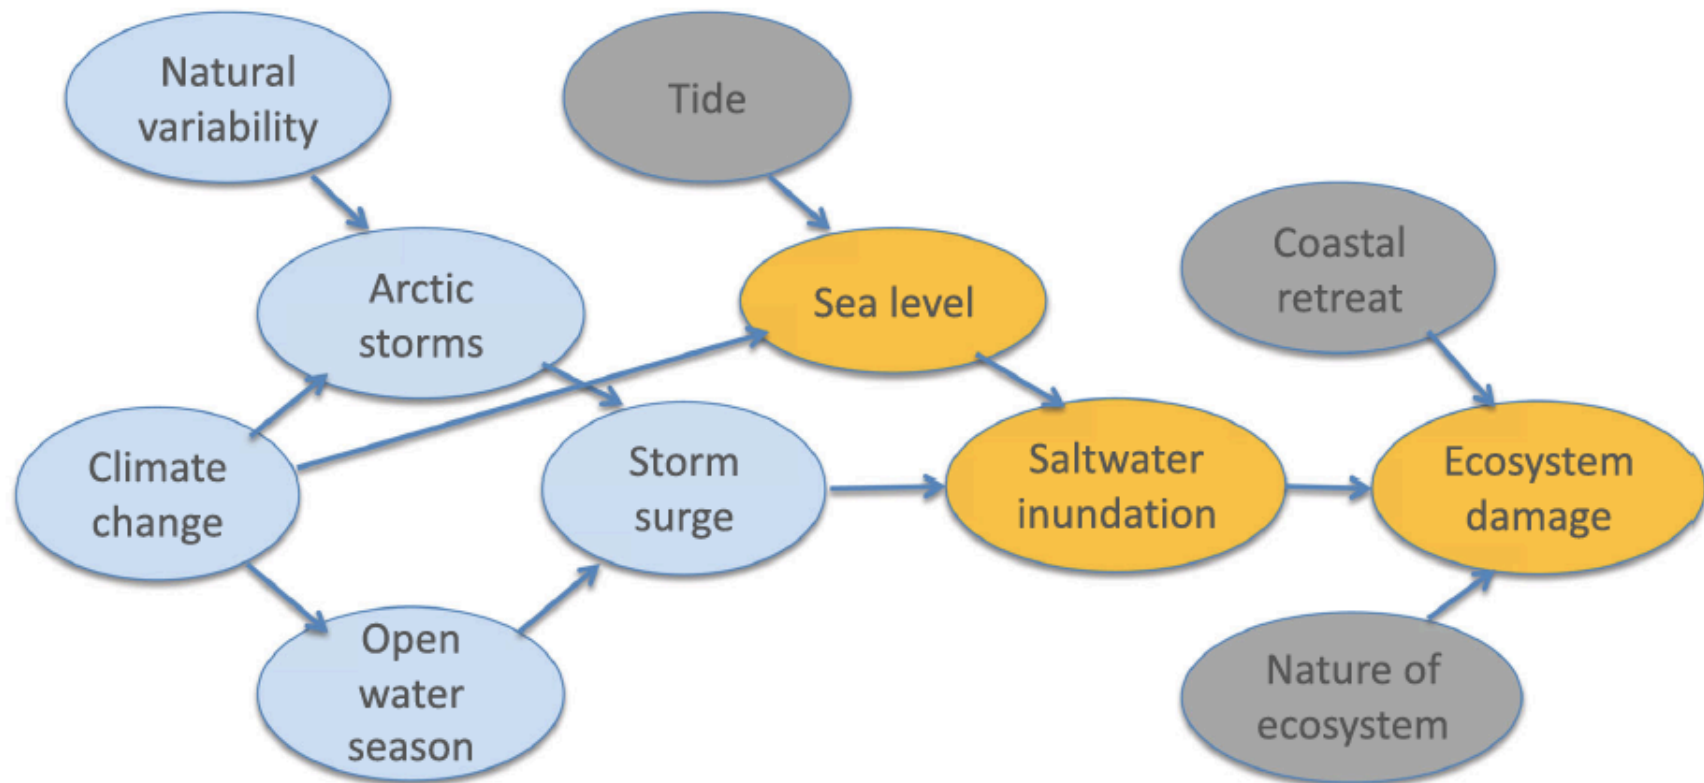 Natural
variability
Tide
Arctic
storms
Sea level
Coastal
retreat
Climate
change
Storm
surge
Saltwater
inundation
Ecosystem
damage
Open
water
season
Nature of
ecosystem